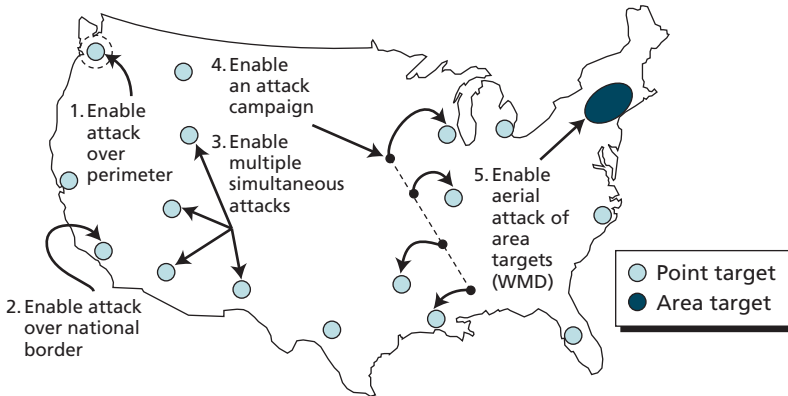 1. Enable
attack
over
perimeter
2. Enable attack
over national
border
3. Enable
multiple
simultaneous
attacks
4. Enable
an attack
campaign
5. Enable
aerial
attack of
area
targets
(WMD)
Point target
Area target